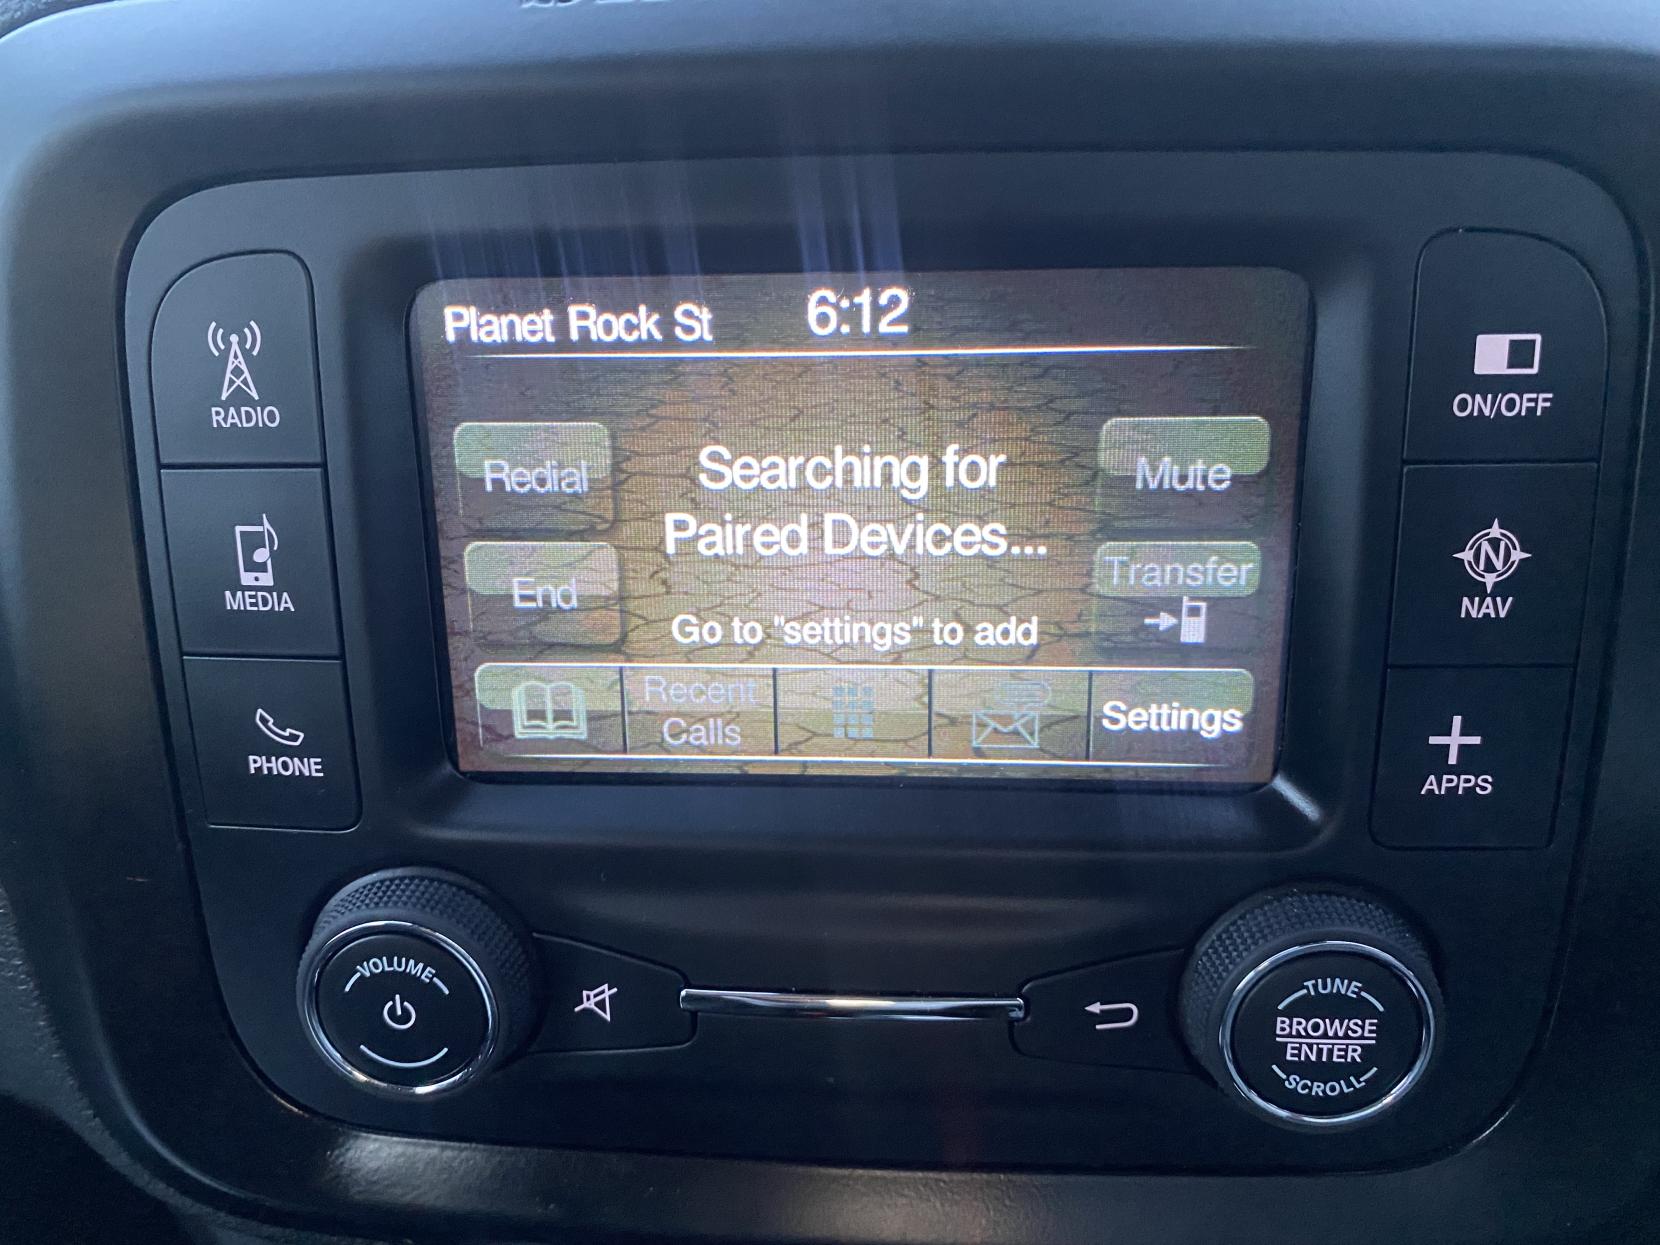 Planet Rock St
6:12
RADIO
MEDIA
PHONE
Redial
End
Searching for
Paired Devices...
Go to "settings" to add
Mute
Transfer
Recent
Calls
Settings
ON/OFF
N
NAV
APPS
VOLUME
TUNE
BROWSE
ENTER
SCROLL